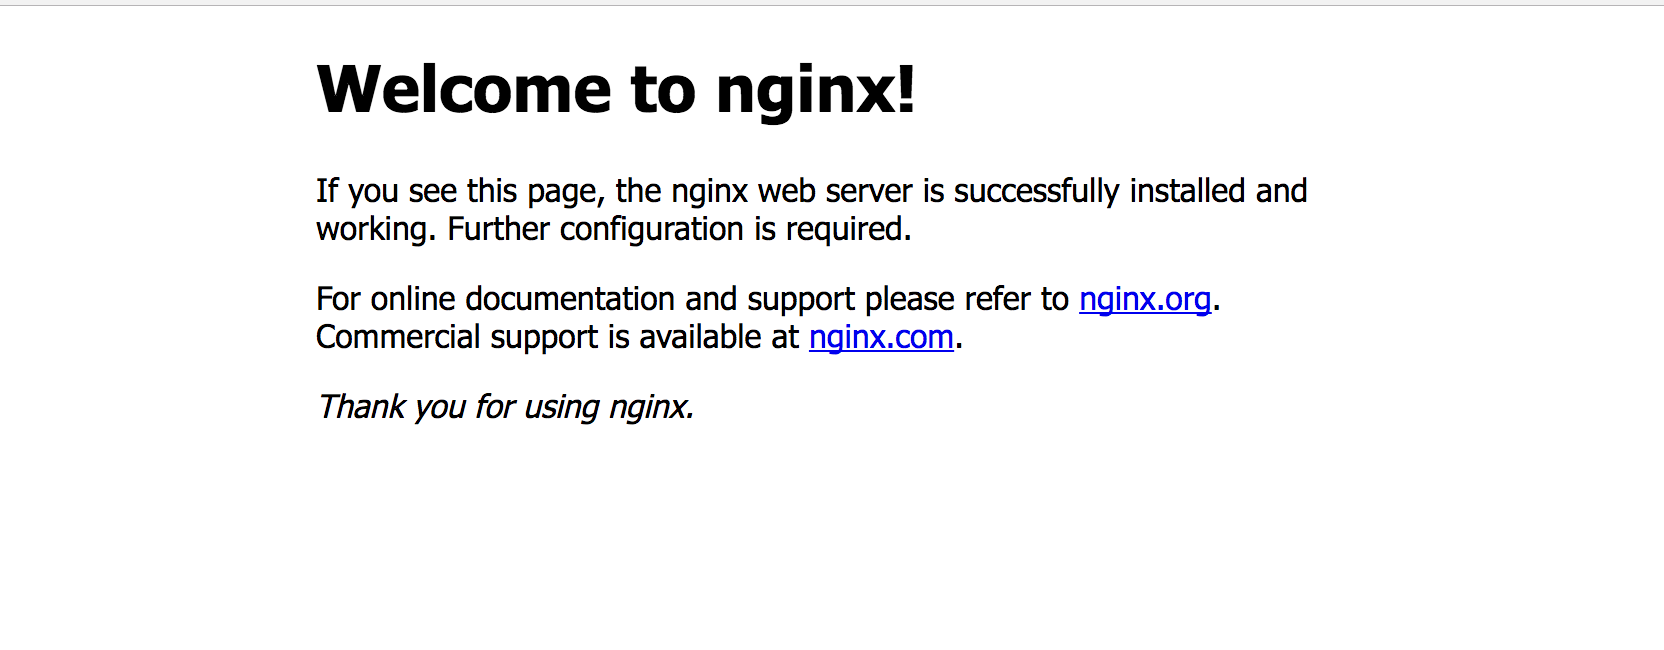 Welcome to nginx!
If you see this page, the nginx web server is successfully installed and
working. Further configuration is required.
For online documentation and support please refer to nginx.org.
Commercial support is available at nginx.com.
Thank you for using nginx.